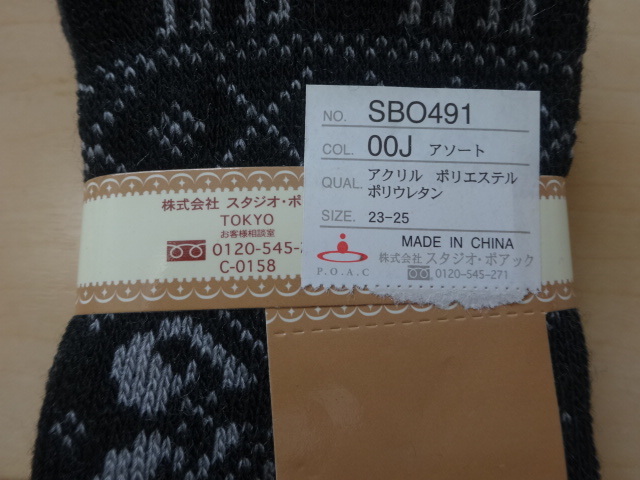 NO. SBO491
COL. 00J アソート
QUAL. アクリル ポリエステル
ポリウレタン
SIZE. 23-25
MADE IN CHINA
P.O.A.C
株式会社 スタジオ・ポアック
0120-545-271
株式会社 スタジオ・ポ
TOKYO
お客様相談室
0120-545-2
C-0158